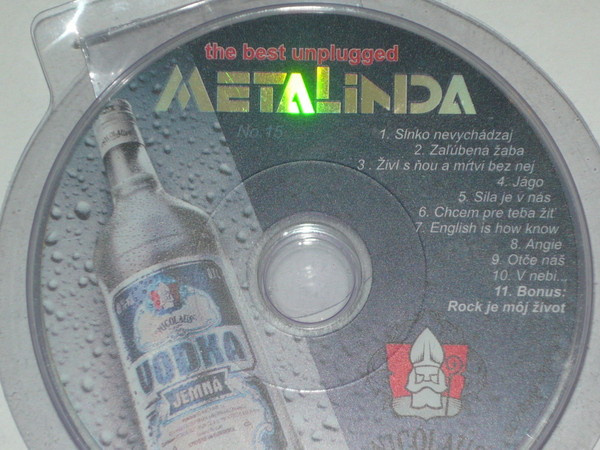 the best unplugged
METALINDA
No.15
1. Slnko nevychádzaj
2. Zaľúbená žaba
3 . Živí s ňou a mŕtvi bez nej
4. Jágo
5. Sila je v nás
6. Chcem pre teba žiť
7. English is how know
8. Angie
9. Otče náš
10. V nebi...
11. Bonus:
Rock je môj život
NICOLAUS
VODKA
JEMNÁ
NICOLAUS